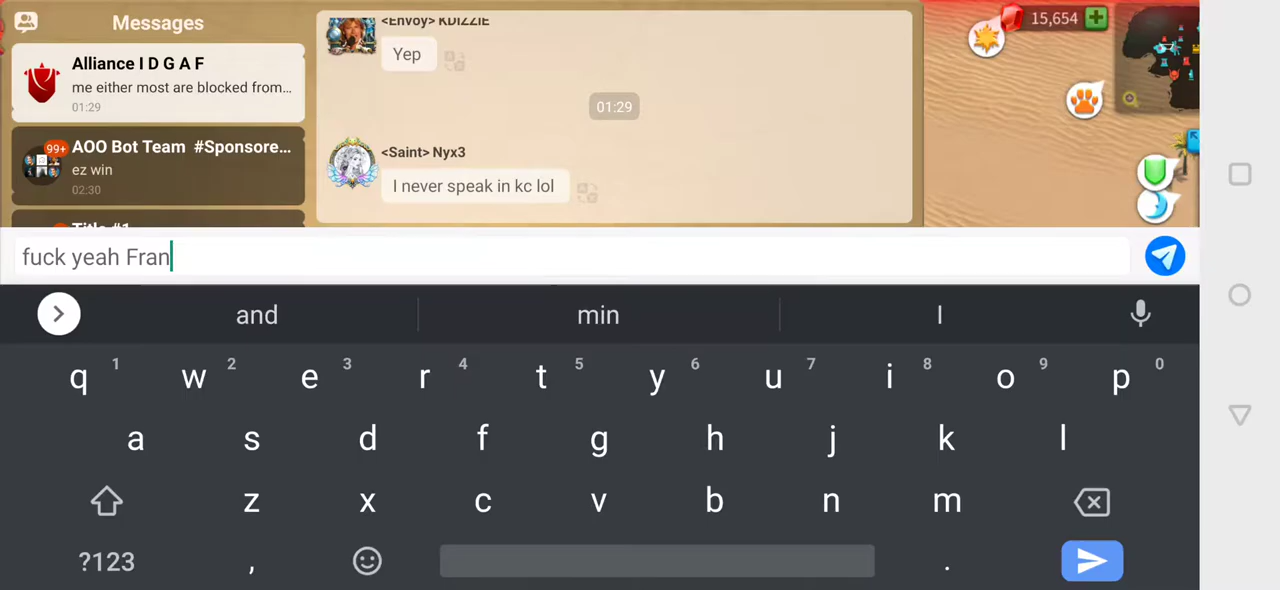 Messages
Alliance I D G A F
me either most are blocked from...
01:29
99+
AOO Bot Team #Sponsore...
ez win
02:30
Title #1
<Envoy> KDIZZIE
Yep
01:29
<Saint> Nyx3
I never speak in kc lol
15,654
fuck yeah Fran
and min I
q 1 w 2 e 3 r 4 t 5 y 6 u 7 i 8 o 9 p 0
a s d f g h j k l
z x c v b n m
?123 , .